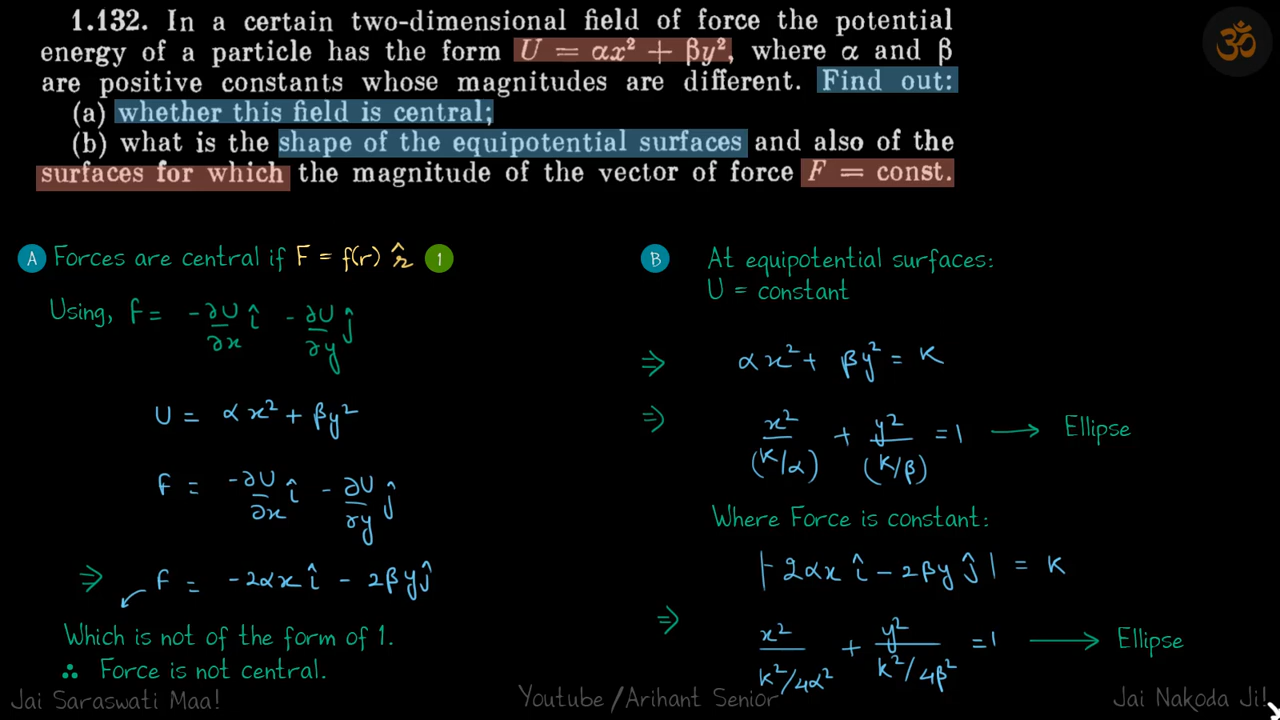 1.132. In a certain two-dimensional field of force the potential
energy of a particle has the form U = αx² + βy², where α and β
are positive constants whose magnitudes are different. Find out:
(a) whether this field is central;
(b) what is the shape of the equipotential surfaces and also of the
surfaces for which the magnitude of the vector of force F = const.
ॐ
A Forces are central if F = f(r) r̂ 1
Using, F = -∂U/∂x î - ∂U/∂y ĵ
U = αx² + βy²
F = -∂U/∂x î - ∂U/∂y ĵ
⇒ F = -2αx î - 2βy ĵ
Which is not of the form of 1.
∴ Force is not central.
B At equipotential surfaces:
U = constant
⇒ αx² + βy² = K
⇒ x²/(K/α) + y²/(K/β) = 1 → Ellipse
Where Force is constant:
|-2αx î - 2βy ĵ| = K
⇒ x²/K²/4α² + y²/K²/4β² = 1 → Ellipse
Jai Saraswati Maa!
Youtube/Arihant Senior
Jai Nakoda Ji!